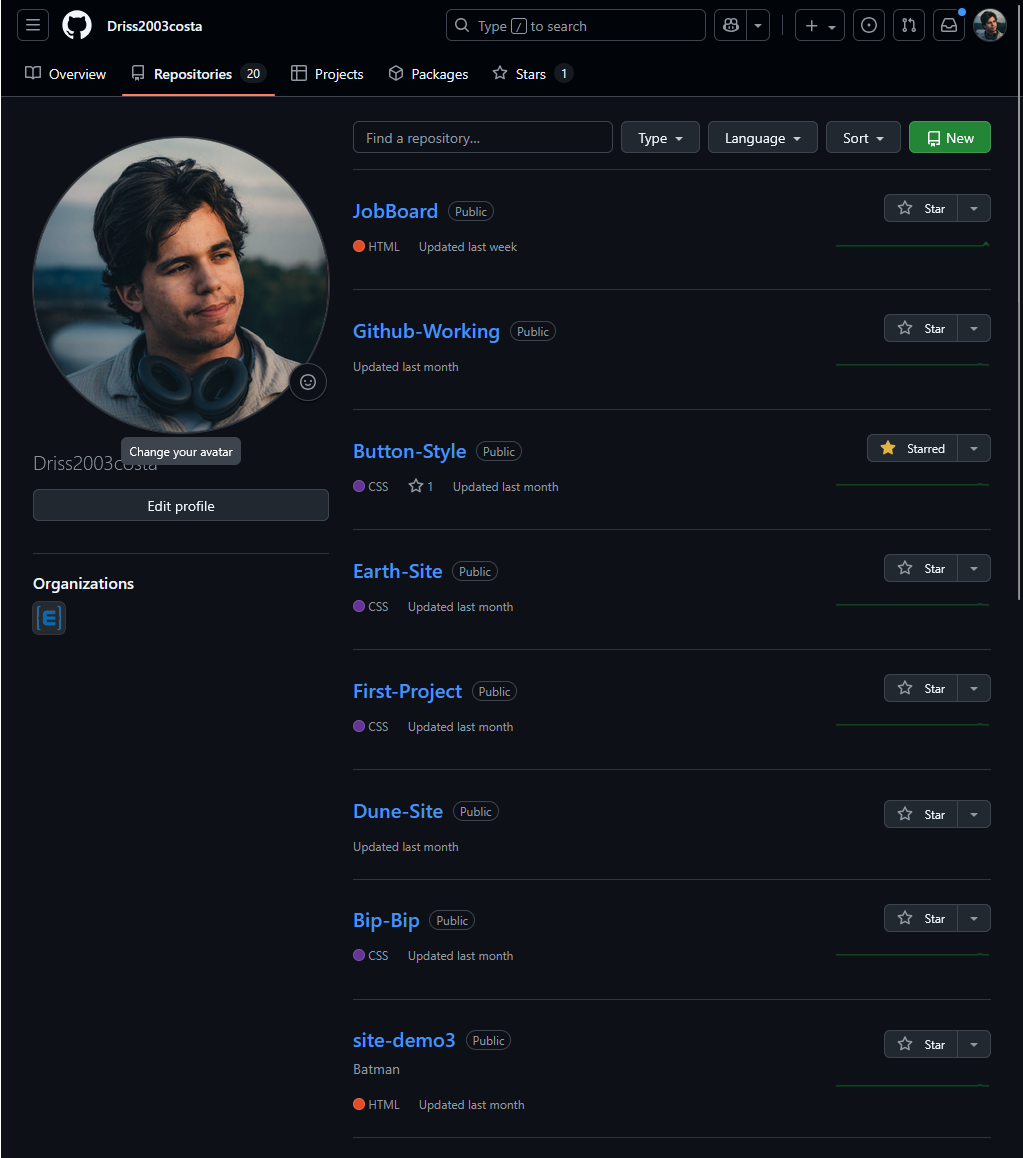 Driss2003costa
Type / to search
Overview
Repositories 20
Projects
Packages
Stars 1
Find a repository...
Type
Language
Sort
New
Change your avatar
Driss2003costa
Edit profile
Organizations
[E]
JobBoard Public
Star
HTML Updated last week
Github-Working Public
Star
Updated last month
Button-Style Public
Starred
CSS 1 Updated last month
Earth-Site Public
Star
CSS Updated last month
First-Project Public
Star
CSS Updated last month
Dune-Site Public
Star
Updated last month
Bip-Bip Public
Star
CSS Updated last month
site-demo3 Public
Star
Batman
HTML Updated last month